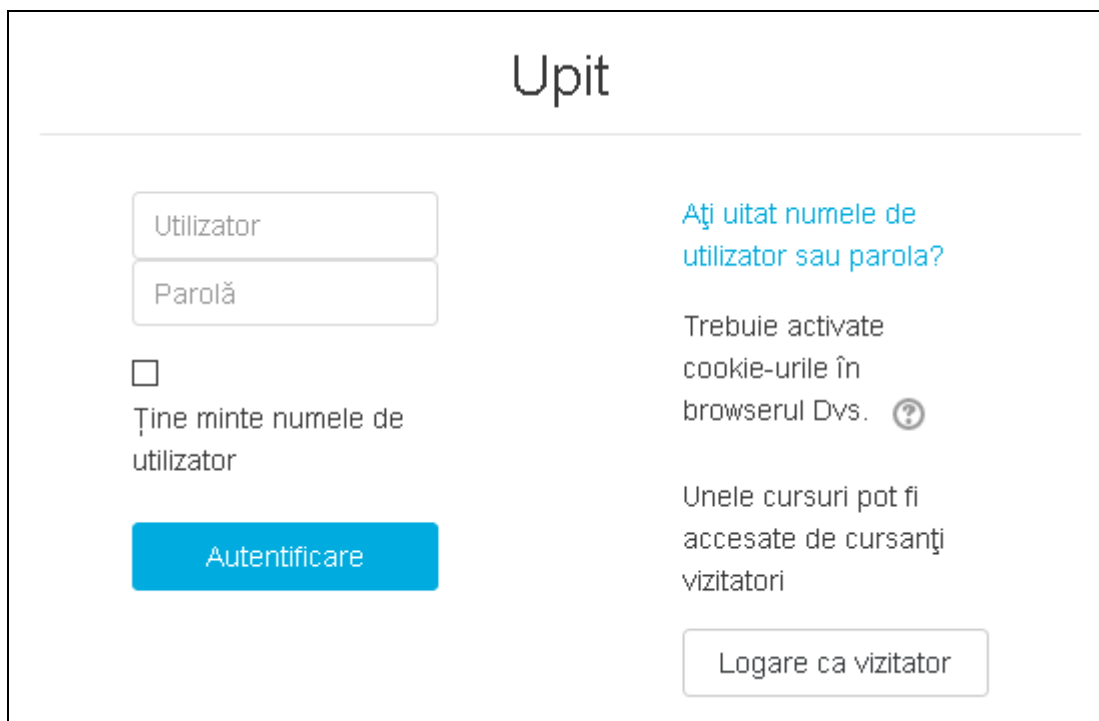 Upit
Utilizator
Parolă
Ține minte numele de
utilizator
Autentificare
Aţi uitat numele de
utilizator sau parola?
Trebuie activate
cookie-urile în
browserul Dvs. ?
Unele cursuri pot fi
accesate de cursanţi
vizitatori
Logare ca vizitator